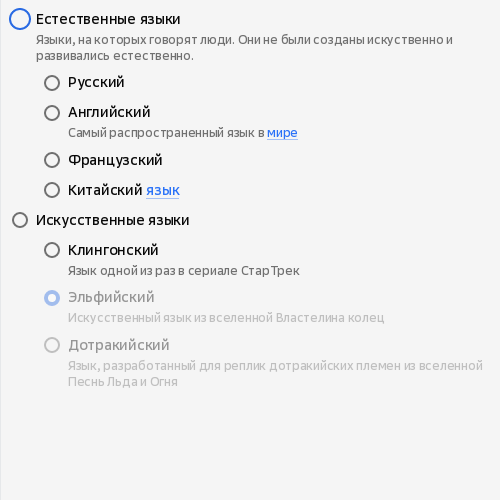 Естественные языки
Языки, на которых говорят люди. Они не были созданы искуственно и
развивались естественно.
Русский
Английский
Самый распространенный язык в мире
Французский
Китайский язык
Искусственные языки
Клингонский
Язык одной из раз в сериале СтарТрек
Эльфийский
Искусственный язык из вселенной Властелина колец
Дотракийский
Язык, разработанный для реплик дотракийских племен из вселенной
Песнь Льда и Огня